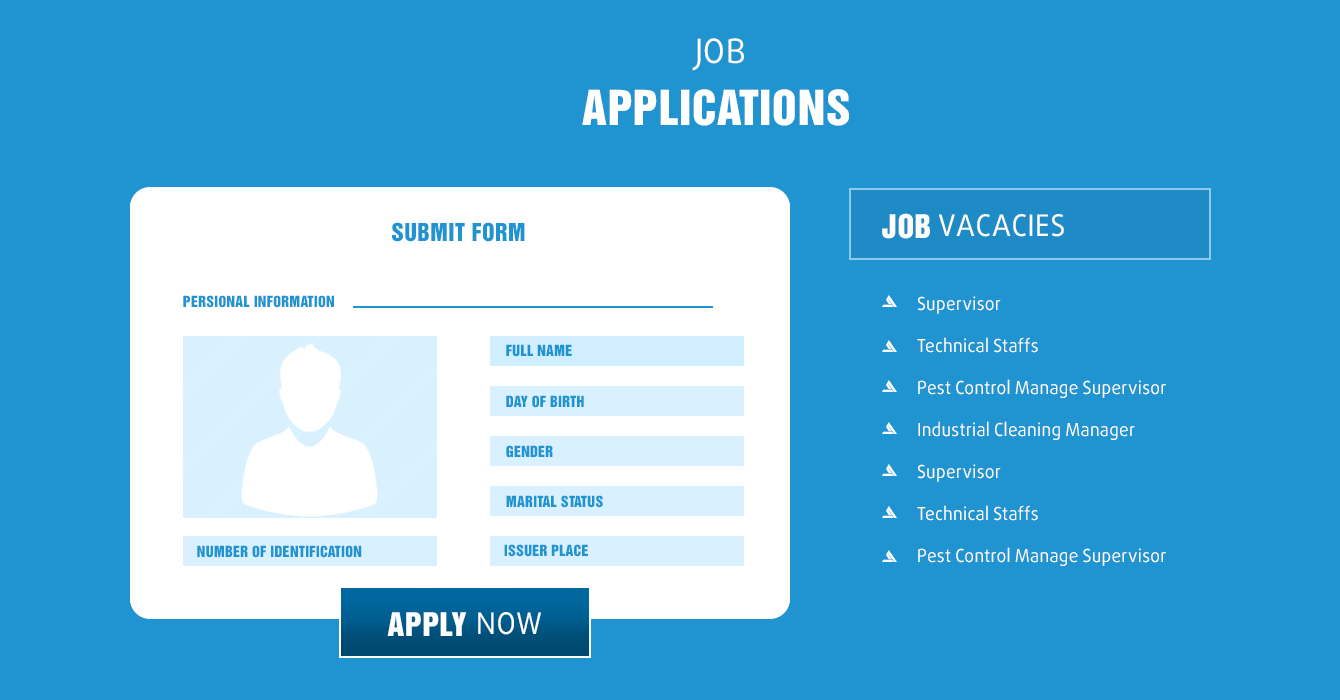 JOB
APPLICATIONS
SUBMIT FORM
PERSONAL INFORMATION
FULL NAME
DAY OF BIRTH
GENDER
MARITAL STATUS
NUMBER OF IDENTIFICATION
ISSUER PLACE
APPLY NOW
JOB VACACIES
Supervisor
Technical Staffs
Pest Control Manage Supervisor
Industrial Cleaning Manager
Supervisor
Technical Staffs
Pest Control Manage Supervisor